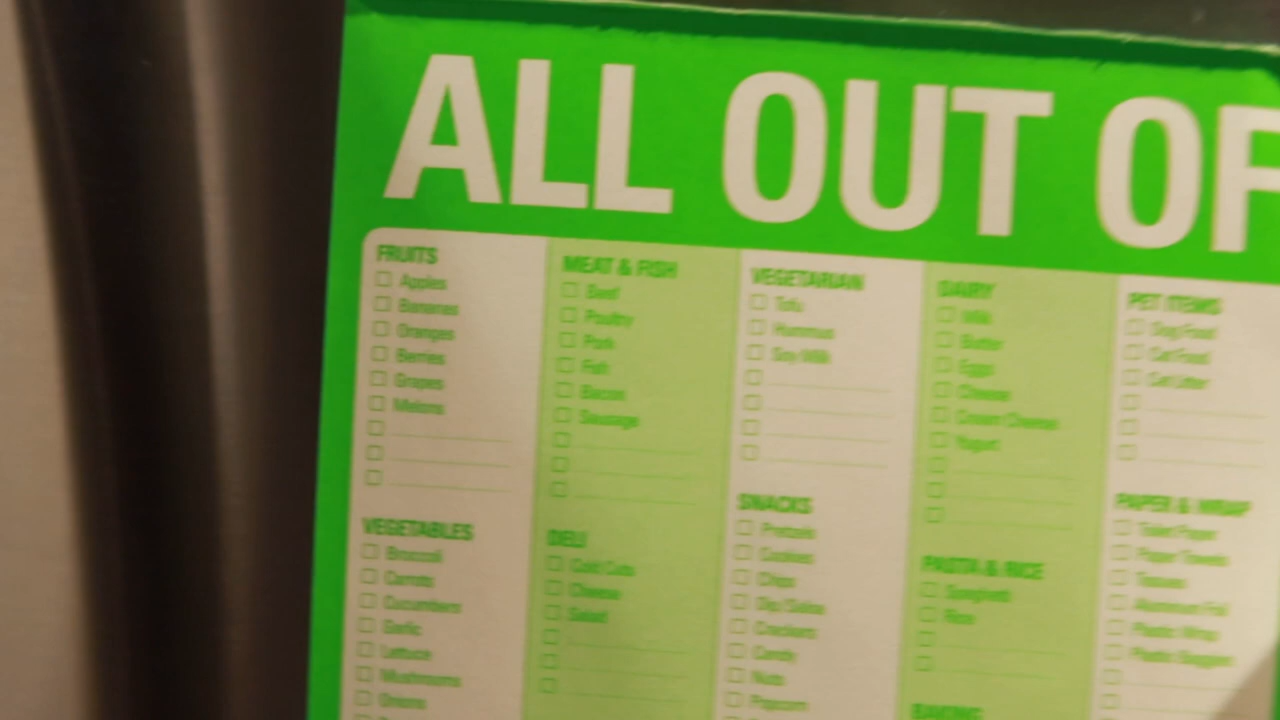 ALL OUT OF
FRUITS
Apples
Bananas
Oranges
Berries
Grapes
Melons
VEGETABLES
Broccoli
Carrots
Cucumbers
Garlic
Lettuce
Mushrooms
Onions
MEAT & FISH
Beef
Poultry
Pork
Fish
Bacon
Sausage
DELI
Cold Cuts
Cheese
Salad
VEGETARIAN
Tofu
Hummus
Soy Milk
SNACKS
Pretzels
Cookies
Chips
Dip/Salsa
Crackers
Candy
Nuts
Popcorn
DAIRY
Milk
Butter
Eggs
Cheese
Cream Cheese
Yogurt
PASTA & RICE
Spaghetti
Rice
BAKING
PET ITEMS
Dog Food
Cat Food
Cat Litter
PAPER & WRAP
Toilet Paper
Paper Towels
Tissues
Aluminum Foil
Plastic Wrap
Plastic Baggies